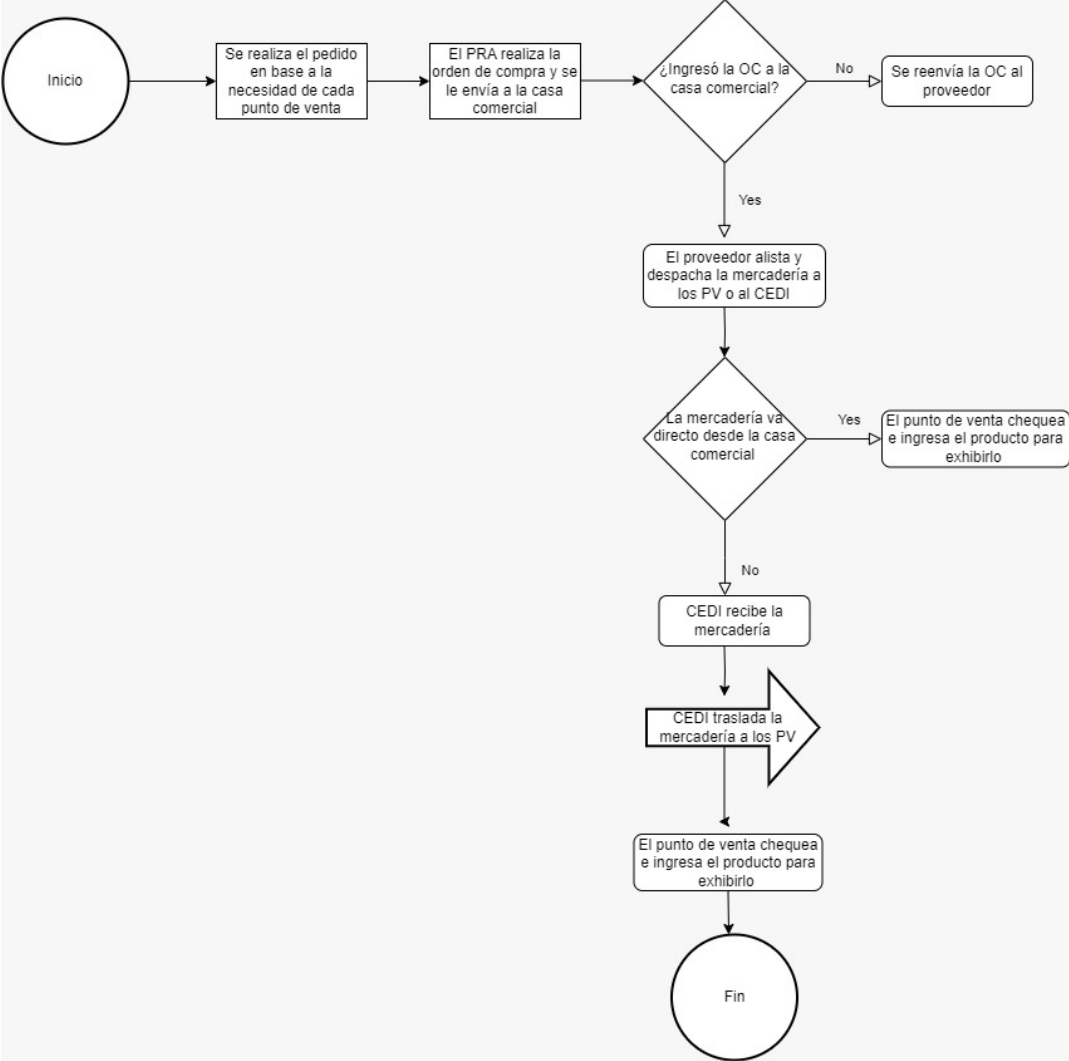 Inicio
Se realiza el pedido
en base a la
necesidad de cada
punto de venta
El PRA realiza la
orden de compra y se
le envía a la casa
comercial
¿Ingresó la OC a la
casa comercial?
No
Se reenvía la OC al
proveedor
Yes
El proveedor alista y
despacha la mercadería a
los PV o al CEDI
La mercadería va
directo desde la casa
comercial
Yes
El punto de venta chequea
e ingresa el producto para
exhibirlo
No
CEDI recibe la
mercadería
CEDI traslada la
mercadería a los PV
El punto de venta chequea
e ingresa el producto para
exhibirlo
Fin